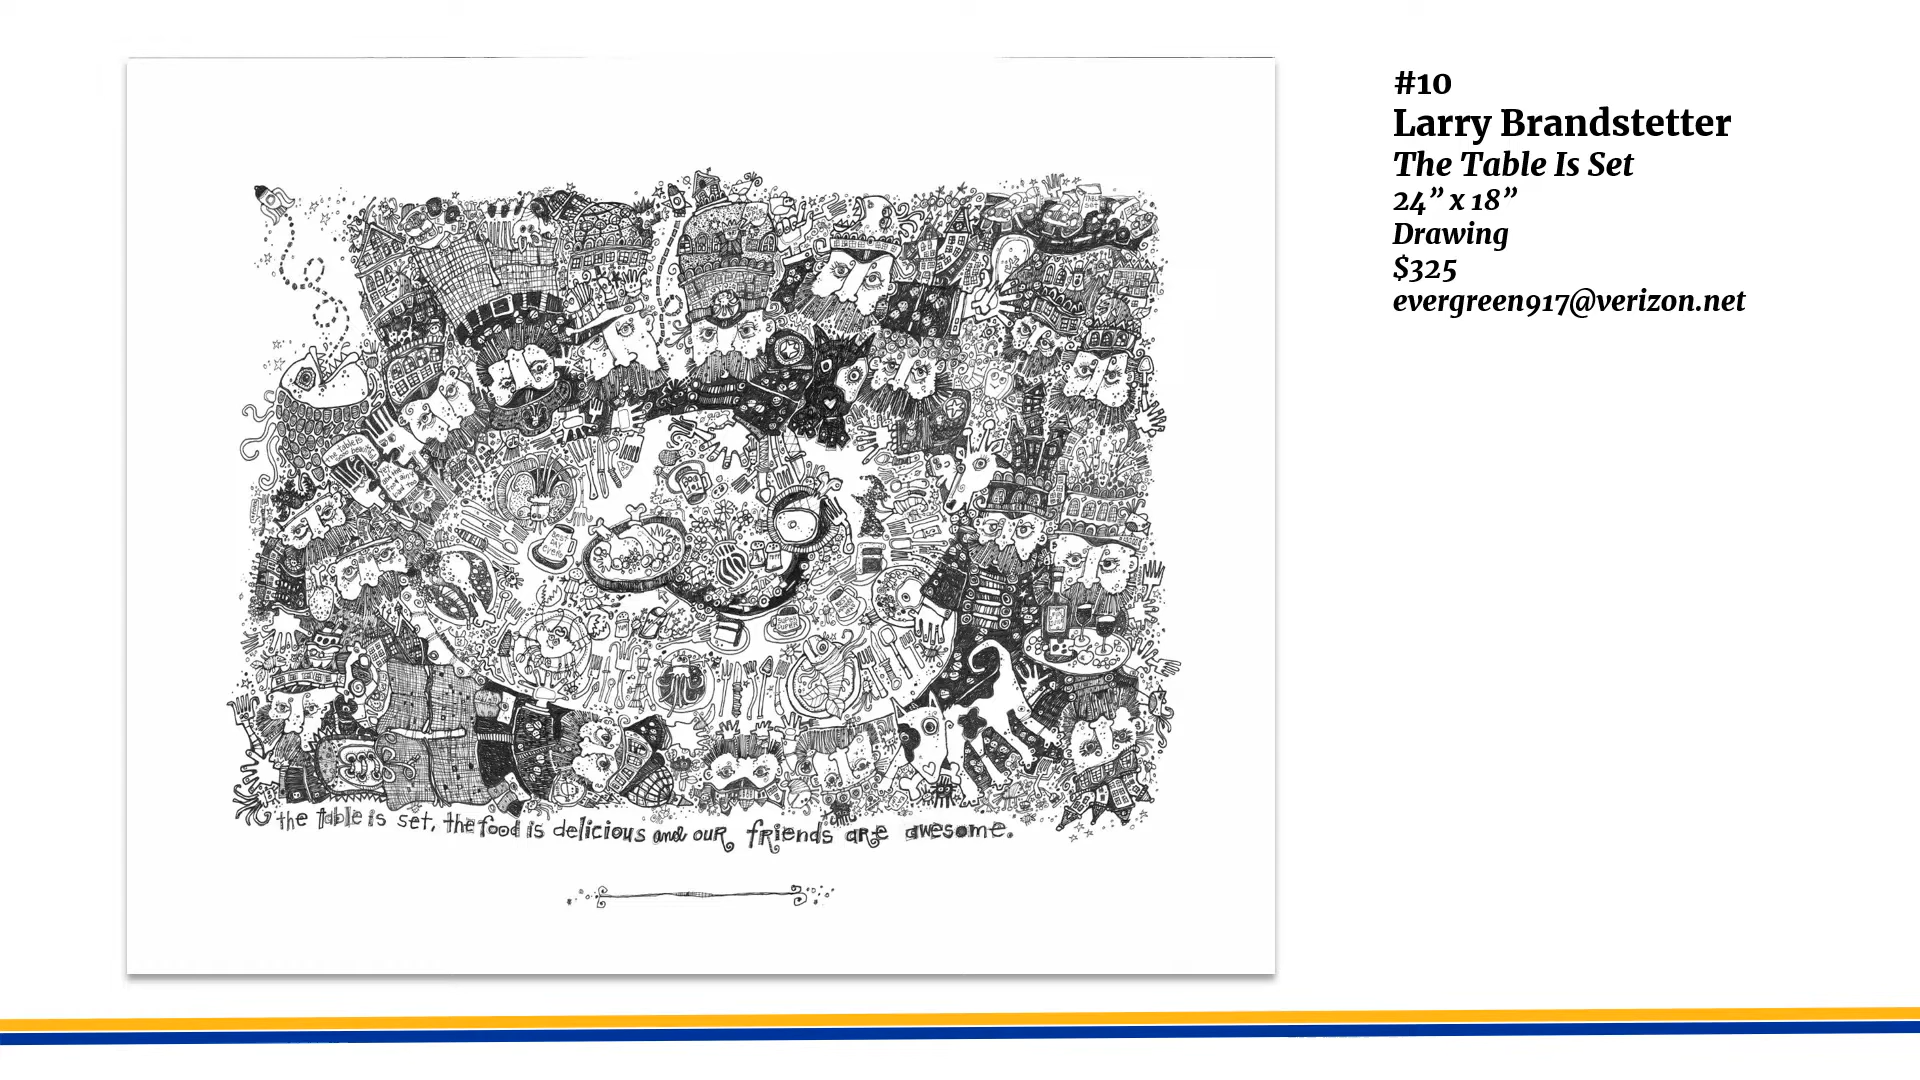 #10
Larry Brandstetter
The Table Is Set
24” x 18”
Drawing
$325
evergreen917@verizon.net
the table is set, the food is delicious and our friends are awesome.